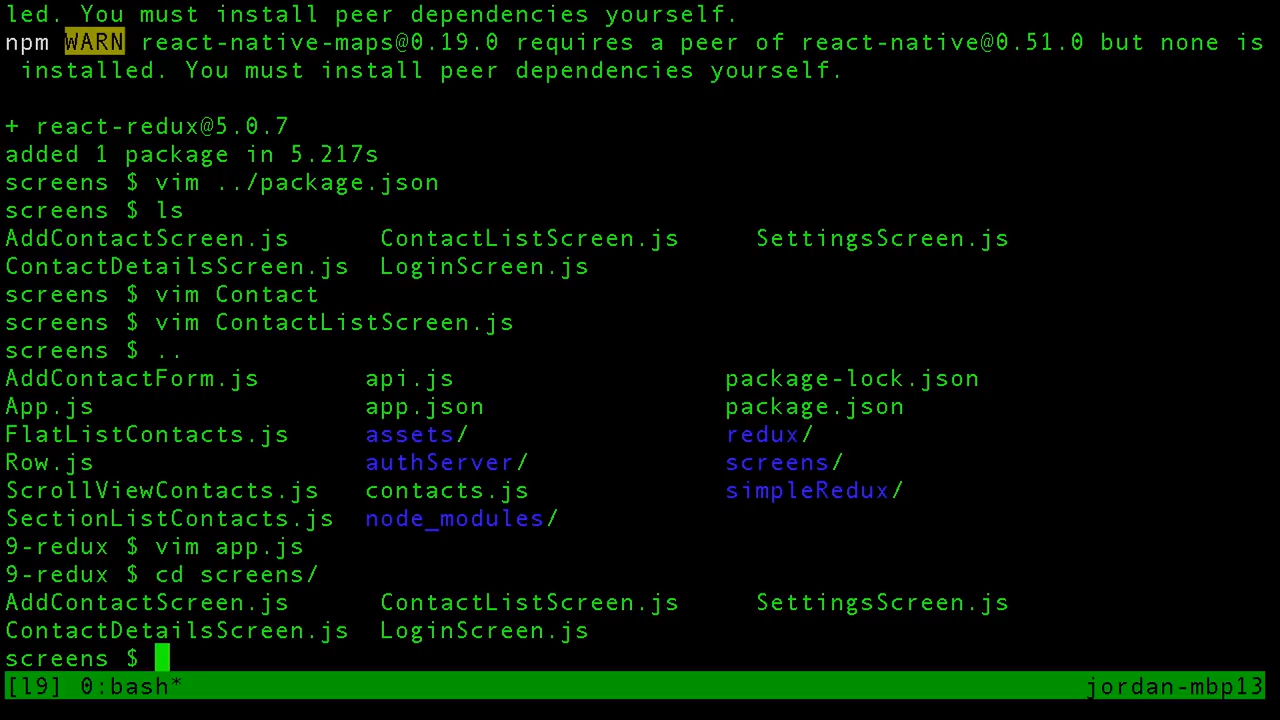 led. You must install peer dependencies yourself.
npm WARN react-native-maps@0.19.0 requires a peer of react-native@0.51.0 but none is
 installed. You must install peer dependencies yourself.
+ react-redux@5.0.7
added 1 package in 5.217s
screens $ vim ../package.json
screens $ ls
AddContactScreen.js      ContactListScreen.js     SettingsScreen.js
ContactDetailsScreen.js  LoginScreen.js
screens $ vim Contact
screens $ vim ContactListScreen.js
screens $ ..
AddContactForm.js       api.js                  package-lock.json
App.js                  app.json                package.json
FlatListContacts.js     assets/                 redux/
Row.js                  authServer/             screens/
ScrollViewContacts.js   contacts.js             simpleRedux/
SectionListContacts.js  node_modules/
9-redux $ vim app.js
9-redux $ cd screens/
AddContactScreen.js      ContactListScreen.js     SettingsScreen.js
ContactDetailsScreen.js  LoginScreen.js
screens $
[l9] 0:bash* jordan-mbp13